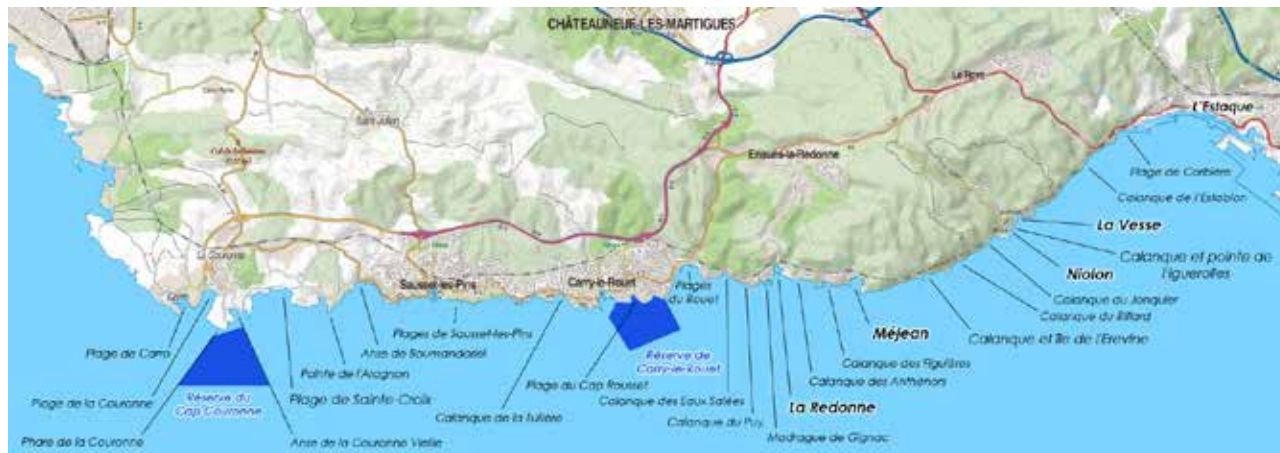 CHÂTEAUNEUF-LES-MARTIGUES
Le Rove
L'Estaque
Saint-Julien
Ensuès-la-Redonne
Plage de Corbière
Calanque de l'Establon
La Vesse
Calanque et pointe de
Figuerolles
Niolon
La Couronne
Carro
Sausset-les-Pins
Carry-le-Rouet
Plages
du Rouet
Calanque du Jonquier
Calanque du Riflard
Plages de Sausset-les-Pins
Méjean
Calanque et île de l'Erevine
Plage de Carro
Anse de Boumandariel
Réserve de
Carry-le-Rouet
Calanque des Figuières
Pointe de l'Aragnon
Plage du Cap Rousset
Calanque des Anthénors
Réserve du
Cap Couronne
Plage de Sainte-Croix
Plage de la Couronne
Calanque des Eaux Salées
La Redonne
Calanque de la Tulière
Calanque du Puy
Phare de la Couronne
Anse de la Couronne Vieille
Madrague de Gignac